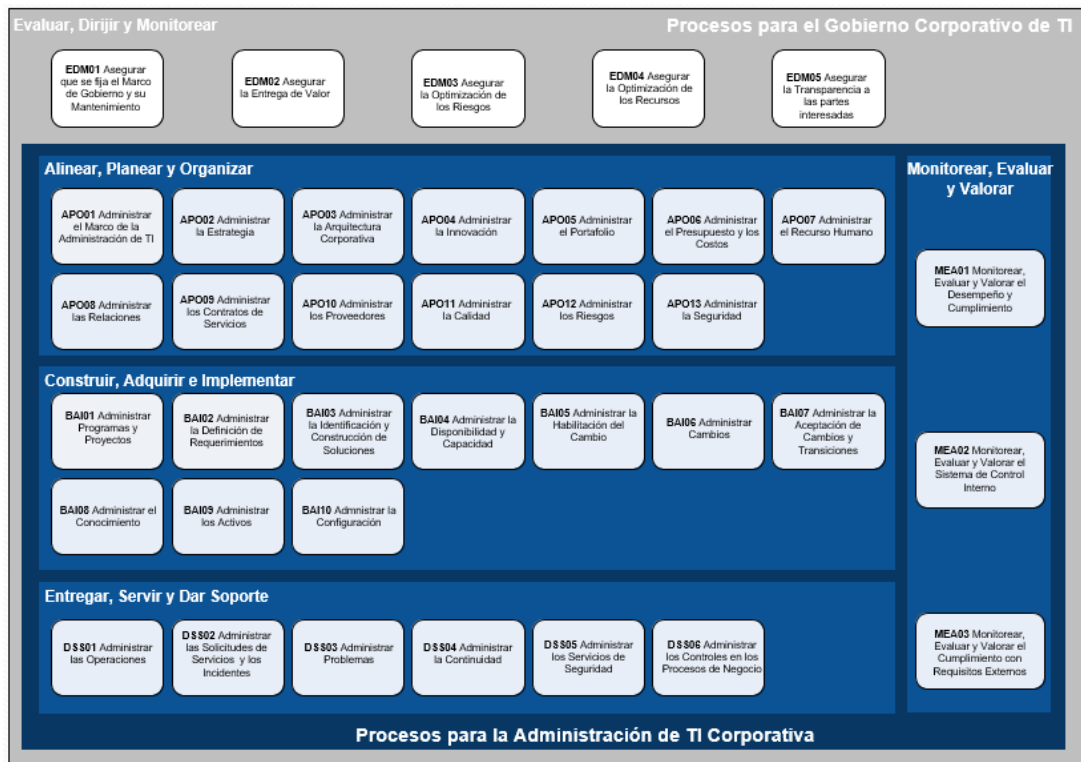 Evaluar, Dirijir y Monitorear
Procesos para el Gobierno Corporativo de TI
EDM01 Asegurar
que se fija el Marco
de Gobierno y su
Mantenimiento
EDM02 Asegurar
la Entrega de Valor
EDM03 Asegurar
la Optimización de
los Riesgos
EDM04 Asegurar
la Optimización de
los Recursos
EDM05 Asegurar
la Transparencia a
las partes
interesadas
Alinear, Planear y Organizar
APO01 Administrar
el Marco de la
Administración de TI
APO02 Administrar
la Estrategia
APO03 Administrar
la Arquitectura
Corporativa
APO04 Administrar
la Innovación
APO05 Administrar
el Portafolio
APO06 Administrar
el Presupuesto y los
Costos
APO07 Administrar
el Recurso Humano
APO08 Administrar
las Relaciones
APO09 Administrar
los Contratos de
Servicios
APO10 Administrar
los Proveedores
APO11 Administrar
la Calidad
APO12 Administrar
los Riesgos
APO13 Administrar
la Seguridad
Construir, Adquirir e Implementar
BAI01 Administrar
Programas y
Proyectos
BAI02 Administrar
la Definición de
Requerimientos
BAI03 Administrar
la Identificación y
Construcción de
Soluciones
BAI04 Administrar la
Disponibilidad y
Capacidad
BAI05 Administrar la
Habilitación del
Cambio
BAI06 Administrar
Cambios
BAI07 Administrar la
Aceptación de
Cambios y
Transiciones
BAI08 Administrar el
Conocimiento
BAI09 Administrar
los Activos
BAI10 Admnistrar la
Configuración
Entregar, Servir y Dar Soporte
DSS01 Administrar
las Operaciones
DSS02 Administrar
las Solicitudes de
Servicios y los
Incidentes
DSS03 Administrar
Problemas
DSS04 Administrar
la Continuidad
DSS05 Administrar
los Servicios de
Seguridad
DSS06 Administrar
los Controles en los
Procesos de Negocio
Monitorear, Evaluar
y Valorar
MEA01 Monitorear,
Evaluar y Valorar el
Desempeño y
Cumplimiento
MEA02 Monitorear,
Evaluar y Valorar el
Sistema de Control
Interno
MEA03 Monitorear,
Evaluar y Valorar el
Cumplimiento con
Requisitos Externos
Procesos para la Administración de TI Corporativa